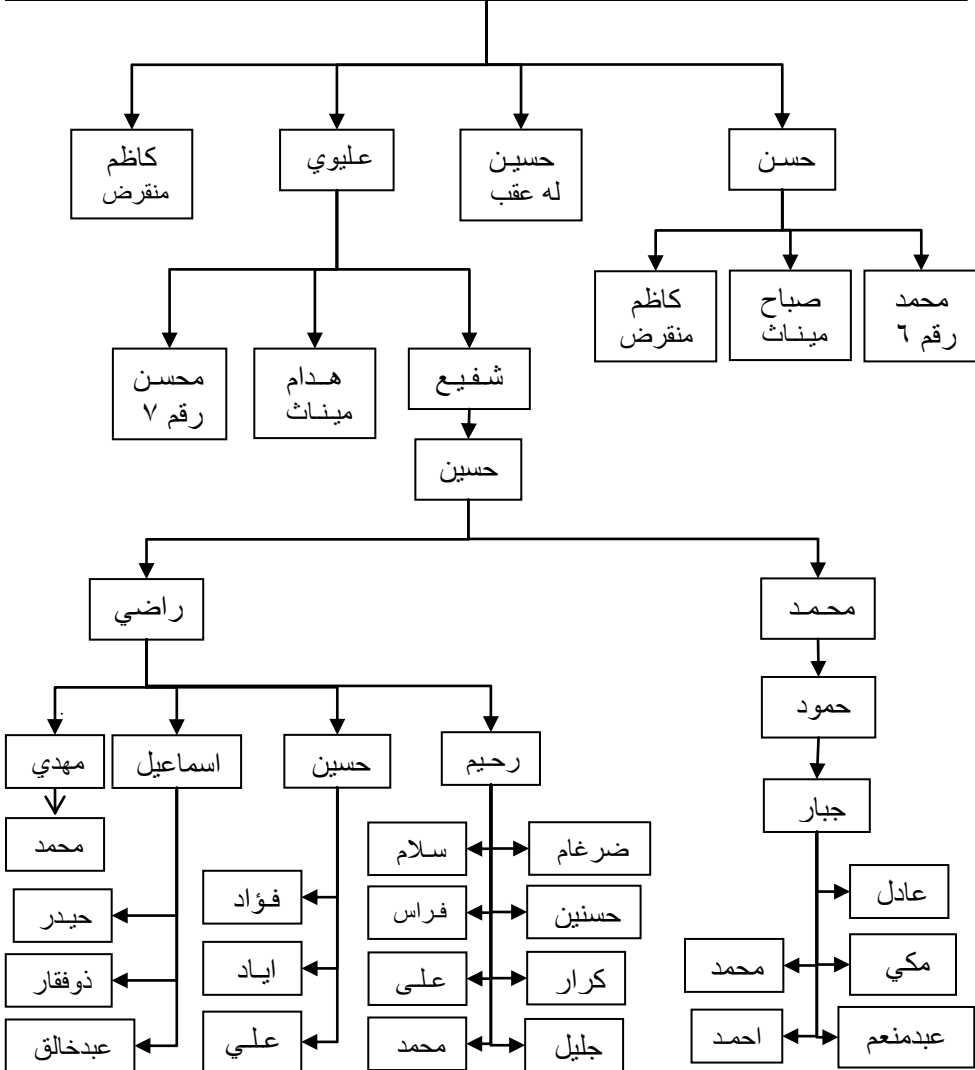 حسن
حسين
له عقب
عليوي
كاظم
منقرض
محمد
رقم ٦
صباح
ميناث
كاظم
منقرض
شفيع
هدام
ميناث
محسن
رقم ٧
حسين
محمد
راضي
حمود
رحيم
حسين
اسماعيل
مهدي
جبار
محمد
ضرغام
سلام
عادل
فؤاد
حسنين
فراس
حيدر
مكي
محمد
كرار
على
اياد
ذوفقار
عبدمنعم
احمد
جليل
محمد
علي
عبدخالق